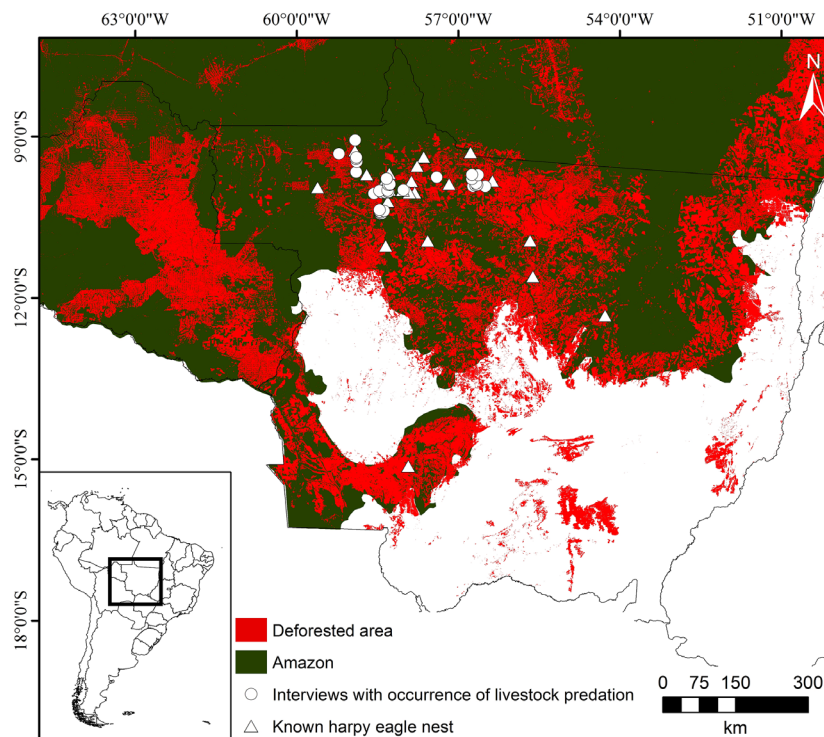 63°0'0"W 60°0'0"W 57°0'0"W 54°0'0"W 51°0'0"W
N
9°0'0"S
12°0'0"S
15°0'0"S
18°0'0"S
Deforested area
Amazon
Interviews with occurrence of livestock predation
Known harpy eagle nest
0 75 150 300
km